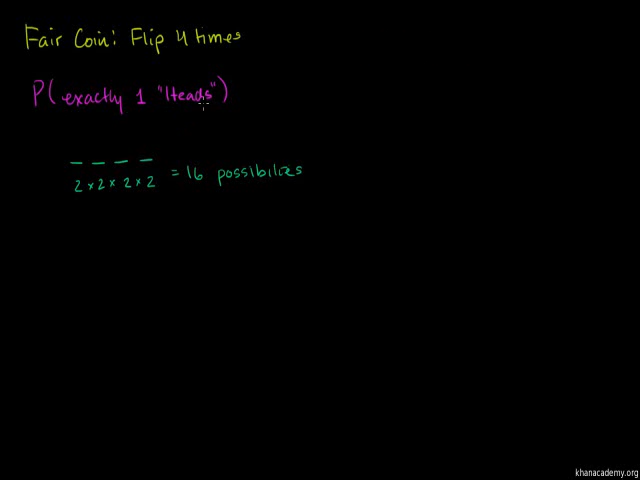 Fair Coin: Flip 4 times
P(exactly 1 "Heads")
2 × 2 × 2 × 2 = 16 possibilities
khanacademy.org